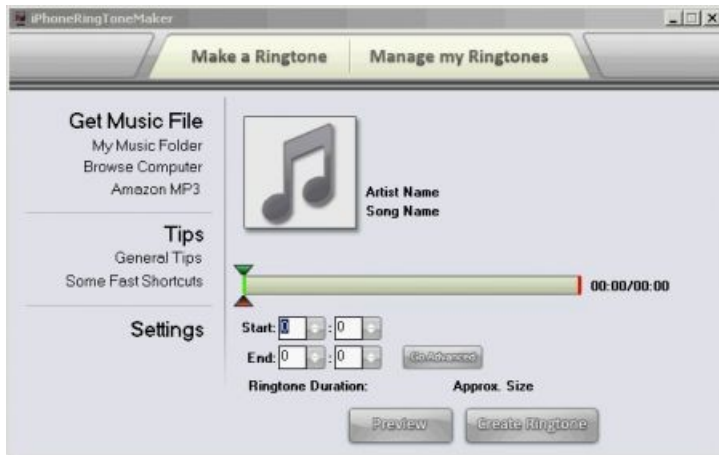 iPhoneRingToneMaker
Make a Ringtone
Manage my Ringtones
Get Music File
My Music Folder
Browse Computer
Amazon MP3
Tips
General Tips
Some Fast Shortcuts
Settings
Artist Name
Song Name
00:00/00:00
Start: 0 : 0
End: 0 : 0
Go Advanced
Ringtone Duration: Approx. Size
Preview
Create Ringtone